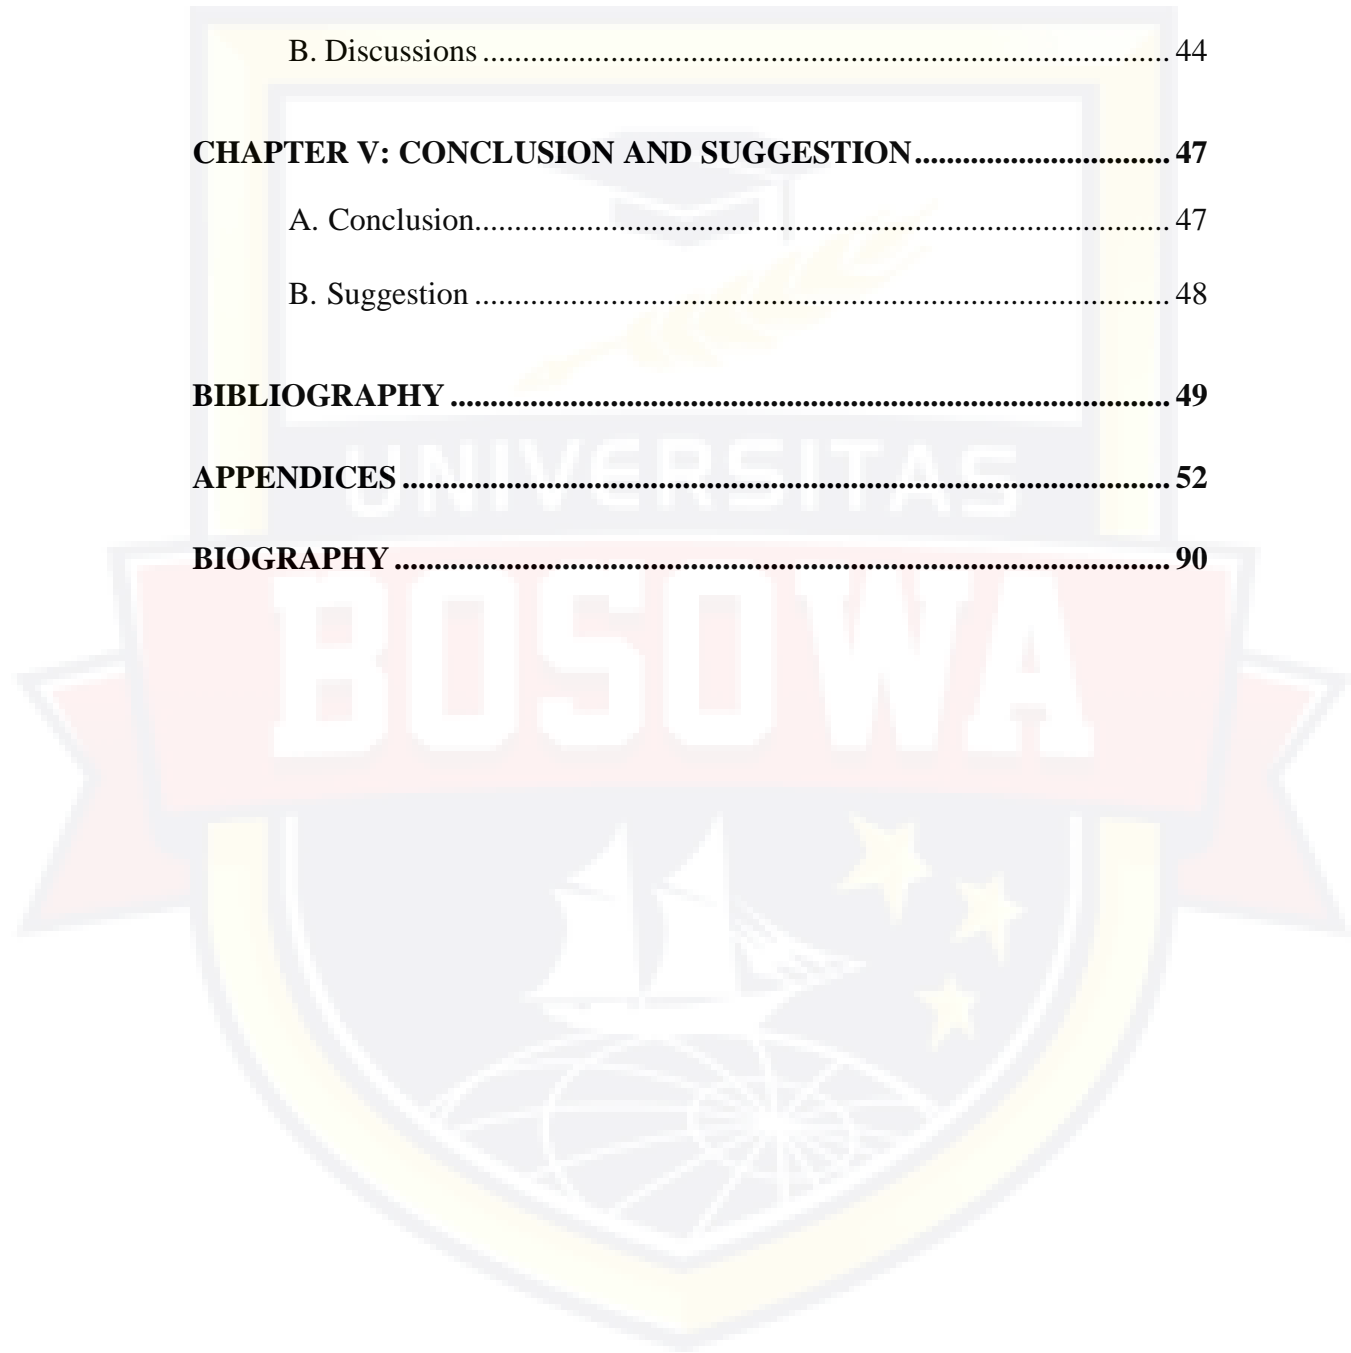 B. Discussions ...................................................................................... 44
CHAPTER V: CONCLUSION AND SUGGESTION................................ 47
A. Conclusion....................................................................................... 47
B. Suggestion ....................................................................................... 48
BIBLIOGRAPHY ........................................................................................... 49
APPENDICES ................................................................................................ 52
BIOGRAPHY ................................................................................................. 90
UNIVERSITAS
BOSOWA